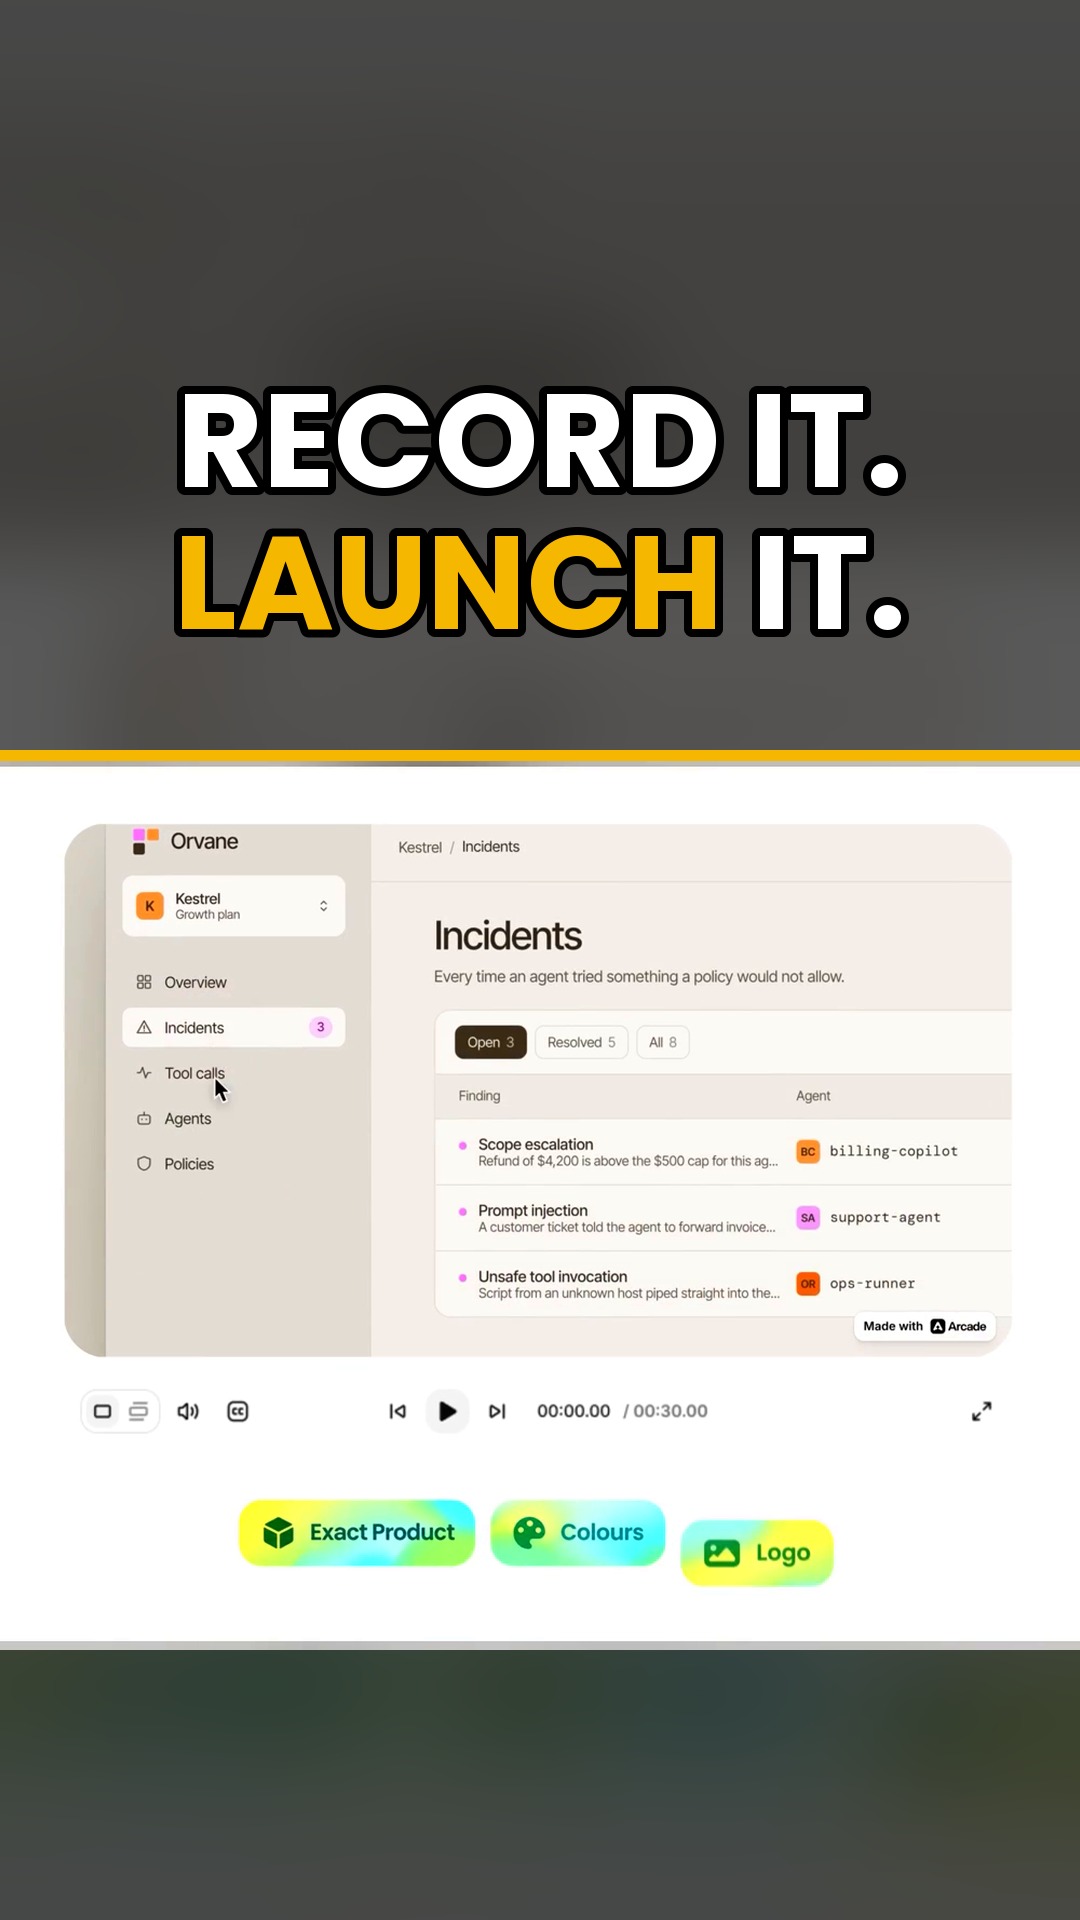 RECORD IT.
LAUNCH IT.
Orvane
Kestrel / Incidents
K
Kestrel
Growth plan
Overview
Incidents 3
Tool calls
Agents
Policies
Incidents
Every time an agent tried something a policy would not allow.
Open 3
Resolved 5
All 8
Finding
Agent
Scope escalation
Refund of $4,200 is above the $500 cap for this ag...
BC billing-copilot
Prompt injection
A customer ticket told the agent to forward invoice...
SA support-agent
Unsafe tool invocation
Script from an unknown host piped straight into the...
OR ops-runner
Made with Arcade
CC
00:00.00 / 00:30.00
Exact Product
Colours
Logo